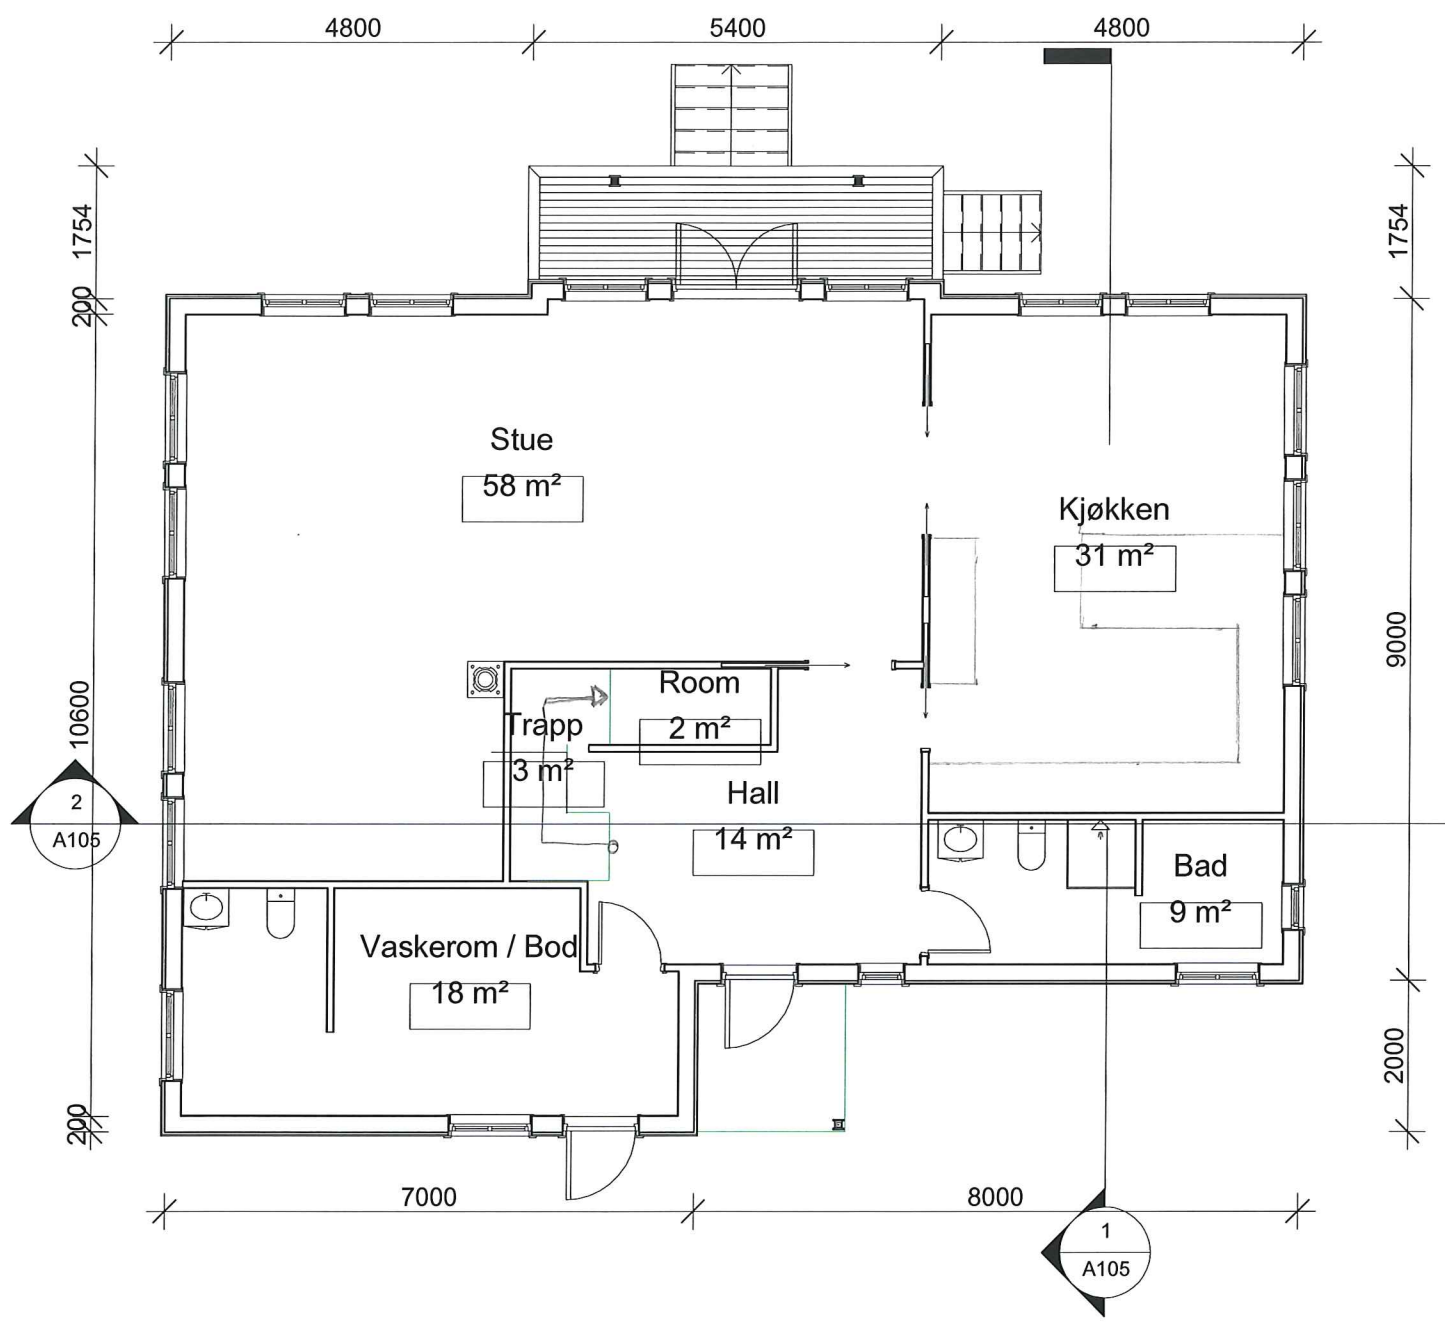 4800
5400
4800
1754
1754
200
Stue
58 m²
Kjøkken
31 m²
9000
10600
Room
2 m²
Trapp
3 m²
Hall
14 m²
2
A105
Bad
9 m²
Vaskerom / Bod
18 m²
2000
200
7000
8000
1
A105